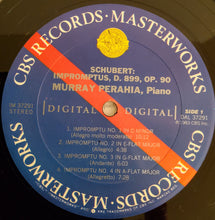 CBS RECORDS · MASTERWORKS
SCHUBERT:
IMPROMPTUS, D. 899, OP. 90
MURRAY PERAHIA, Piano
IM 37291
STEREO
DIGITAL
DIGITAL
SIDE 1
DAL 37291
1. IMPROMPTU NO. 1 IN C MINOR
(Allegro molto moderato)
2. IMPROMPTU NO. 2 IN E-FLAT MAJOR
(Allegro) 4:38
3. IMPROMPTU NO. 3 IN G-FLAT MAJOR
(Andante) 6:03
4. IMPROMPTU NO. 4 IN A-FLAT MAJOR
(Allegretto) 7:28
CBS RECORDS · MASTERWORKS